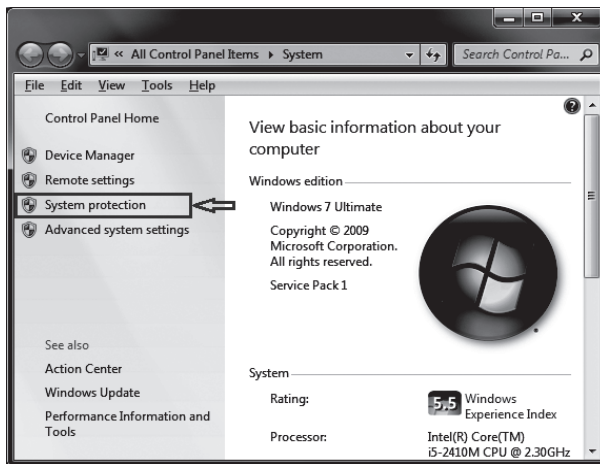 « All Control Panel Items ▸ System
Search Control Pa...
File Edit View Tools Help
Control Panel Home
Device Manager
Remote settings
System protection
Advanced system settings
See also
Action Center
Windows Update
Performance Information and
Tools
View basic information about your
computer
Windows edition
Windows 7 Ultimate
Copyright © 2009
Microsoft Corporation.
All rights reserved.
Service Pack 1
System
Rating:
5.5 Windows
Experience Index
Processor:
Intel(R) Core(TM)
i5-2410M CPU @ 2.30GHz